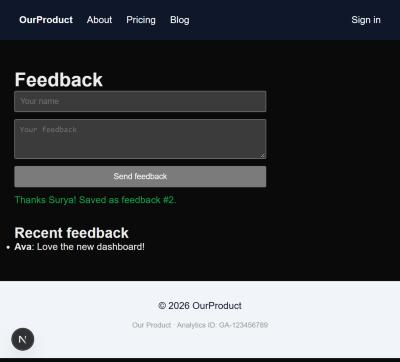 OurProduct About Pricing Blog Sign in
Feedback
Your name
Your feedback
Send feedback
Thanks Surya! Saved as feedback #2.
Recent feedback
Ava: Love the new dashboard!
© 2026 OurProduct
Our Product · Analytics ID: GA-123456789
N